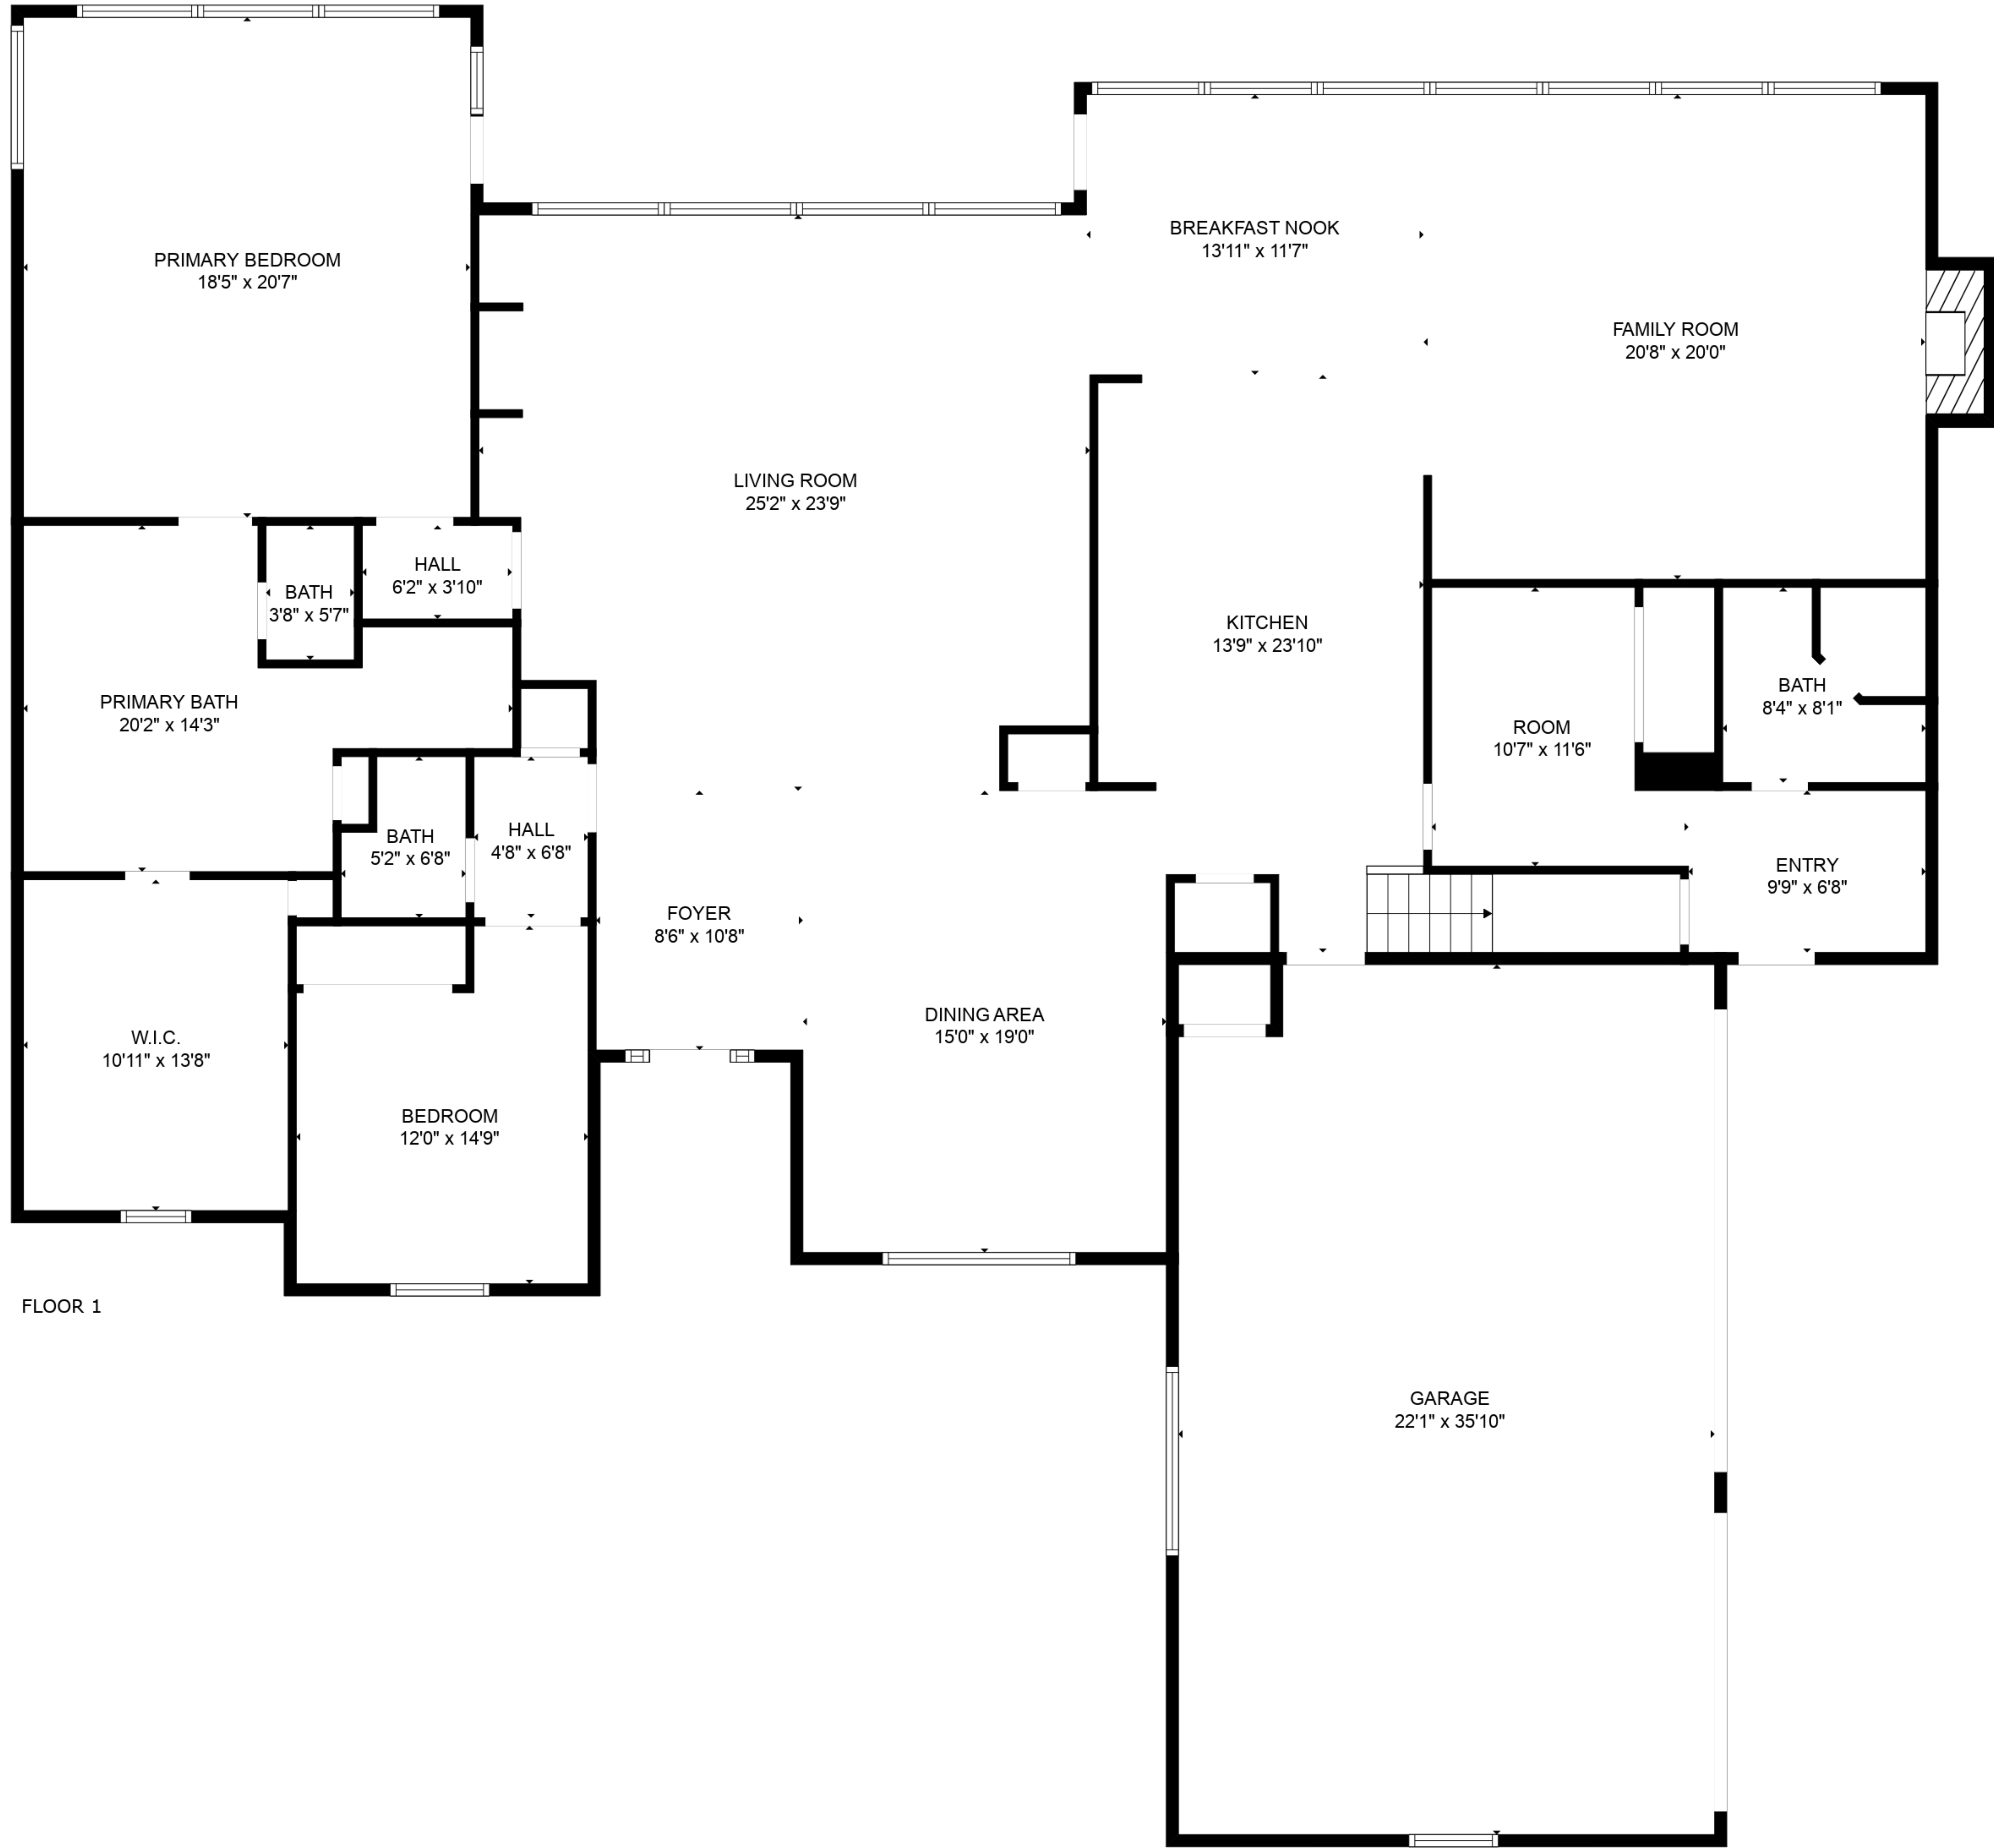 PRIMARY BEDROOM
18'5" x 20'7"
BREAKFAST NOOK
13'11" x 11'7"
FAMILY ROOM
20'8" x 20'0"
LIVING ROOM
25'2" x 23'9"
HALL
6'2" x 3'10"
BATH
3'8" x 5'7"
KITCHEN
13'9" x 23'10"
PRIMARY BATH
20'2" x 14'3"
ROOM
10'7" x 11'6"
BATH
8'4" x 8'1"
BATH
5'2" x 6'8"
HALL
4'8" x 6'8"
ENTRY
9'9" x 6'8"
FOYER
8'6" x 10'8"
DINING AREA
15'0" x 19'0"
W.I.C.
10'11" x 13'8"
BEDROOM
12'0" x 14'9"
FLOOR 1
GARAGE
22'1" x 35'10"